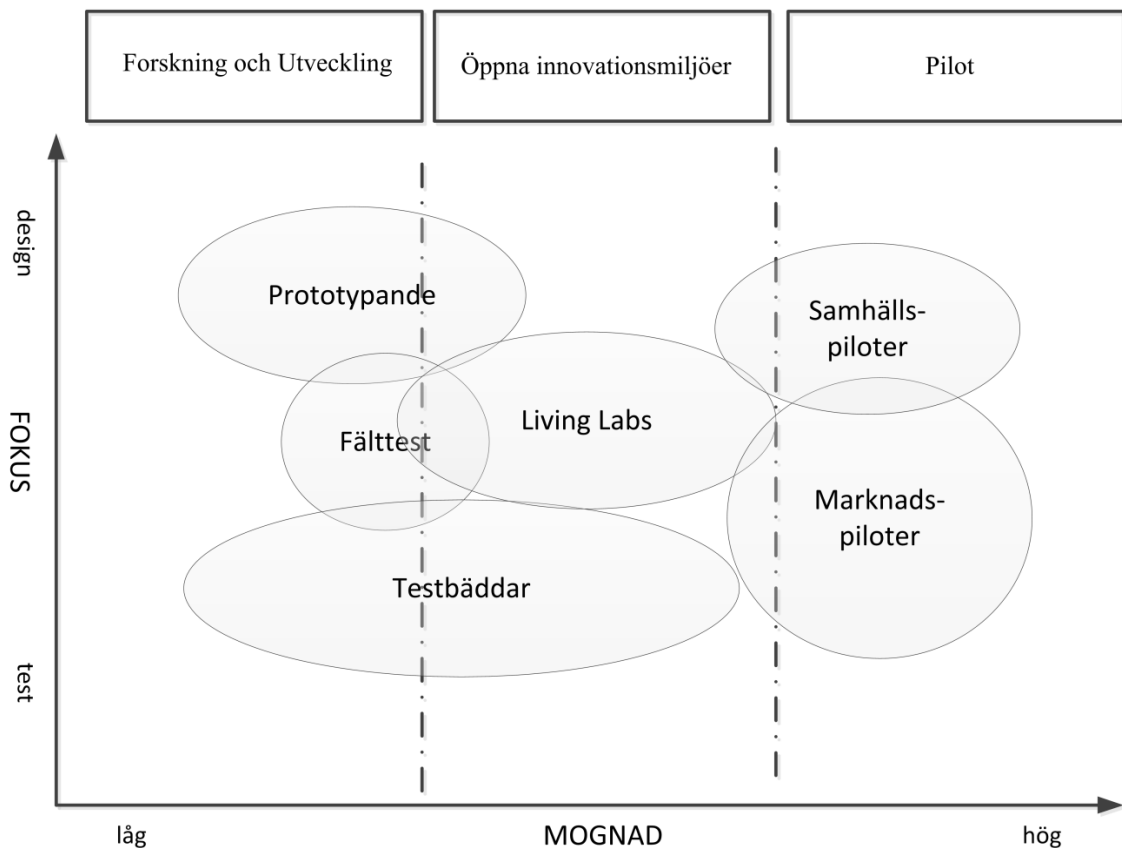 Forskning och Utveckling
Öppna innovationsmiljöer
Pilot
design
Prototypande
Samhälls-
piloter
FOKUS
Fälttest
Living Labs
Marknads-
piloter
Testbäddar
test
låg
MOGNAD
hög